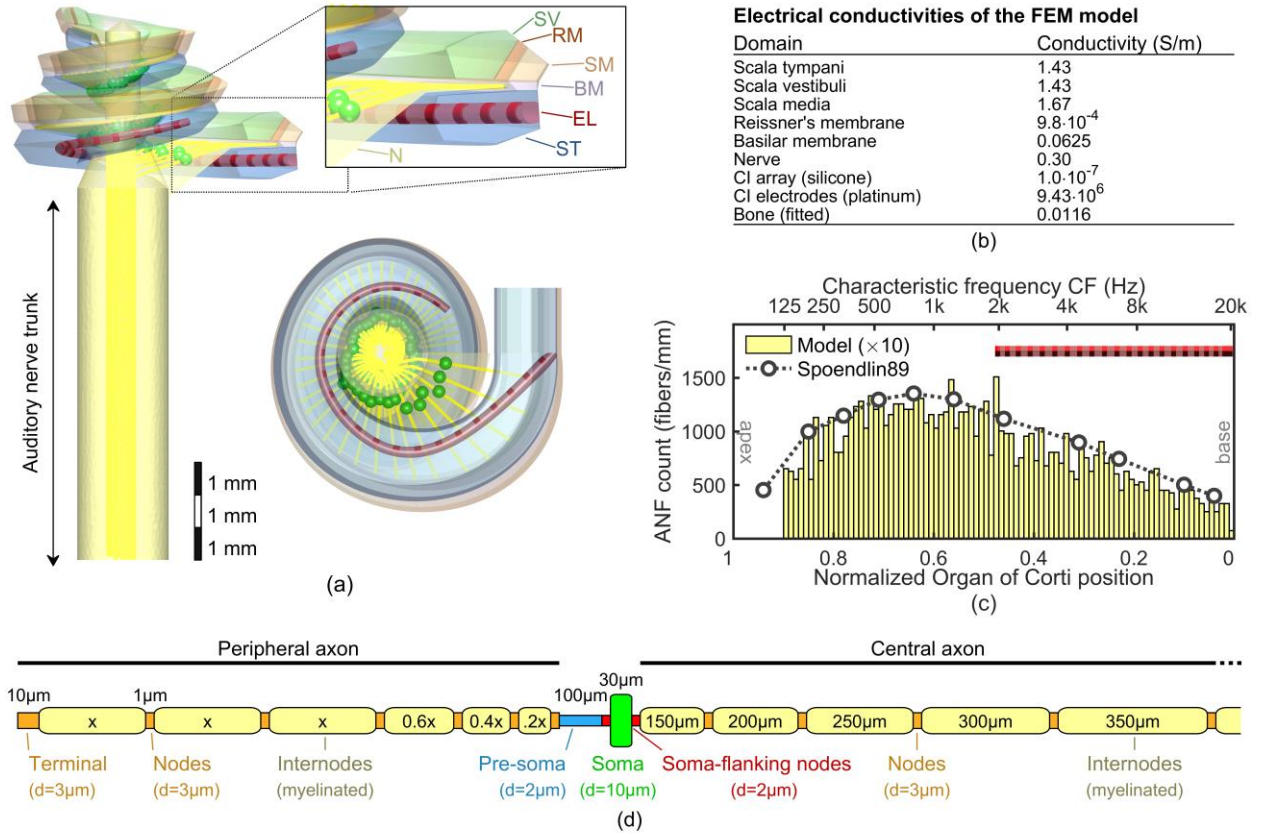 SV
RM
SM
BM
EL
ST
N
Auditory nerve trunk
1 mm
1 mm
1 mm
(a)
Electrical conductivities of the FEM model
Domain Conductivity (S/m)
Scala tympani 1.43
Scala vestibuli 1.43
Scala media 1.67
Reissner's membrane 9.8·10⁻⁴
Basilar membrane 0.0625
Nerve 0.30
CI array (silicone) 1.0·10⁻⁷
CI electrodes (platinum) 9.43·10⁶
Bone (fitted) 0.0116
(b)
Characteristic frequency CF (Hz)
125 250 500 1k 2k 4k 8k 20k
Model (×10)
Spoendlin89
ANF count (fibers/mm)
1500
1000
500
0
apex
base
1 0.8 0.6 0.4 0.2 0
Normalized Organ of Corti position
(c)
Peripheral axon Central axon
10µm 1µm 100µm 30µm
x x x 0.6x 0.4x .2x 150µm 200µm 250µm 300µm 350µm
Terminal Nodes Internodes Pre-soma Soma Soma-flanking nodes Nodes Internodes
(d=3µm) (d=3µm) (myelinated) (d=2µm) (d=10µm) (d=2µm) (d=3µm) (myelinated)
(d)